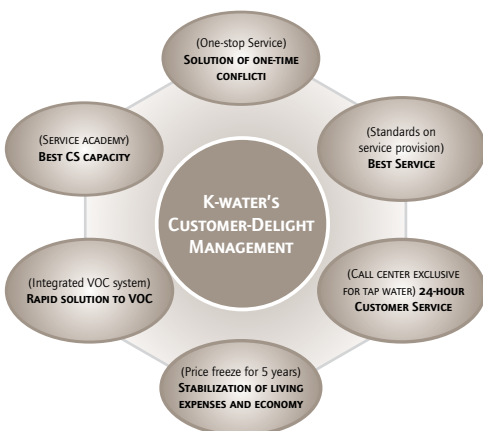 (One-stop Service)
SOLUTION OF ONE-TIME
CONFLICTI
(Standards on
service provision)
BEST SERVICE
(CALL CENTER EXCLUSIVE
FOR TAP WATER) 24-HOUR
CUSTOMER SERVICE
(Price freeze for 5 years)
STABILIZATION OF LIVING
EXPENSES AND ECONOMY
(Integrated VOC system)
RAPID SOLUTION TO VOC
(SERVICE ACADEMY)
BEST CS CAPACITY
K-WATER'S
CUSTOMER-DELIGHT
MANAGEMENT